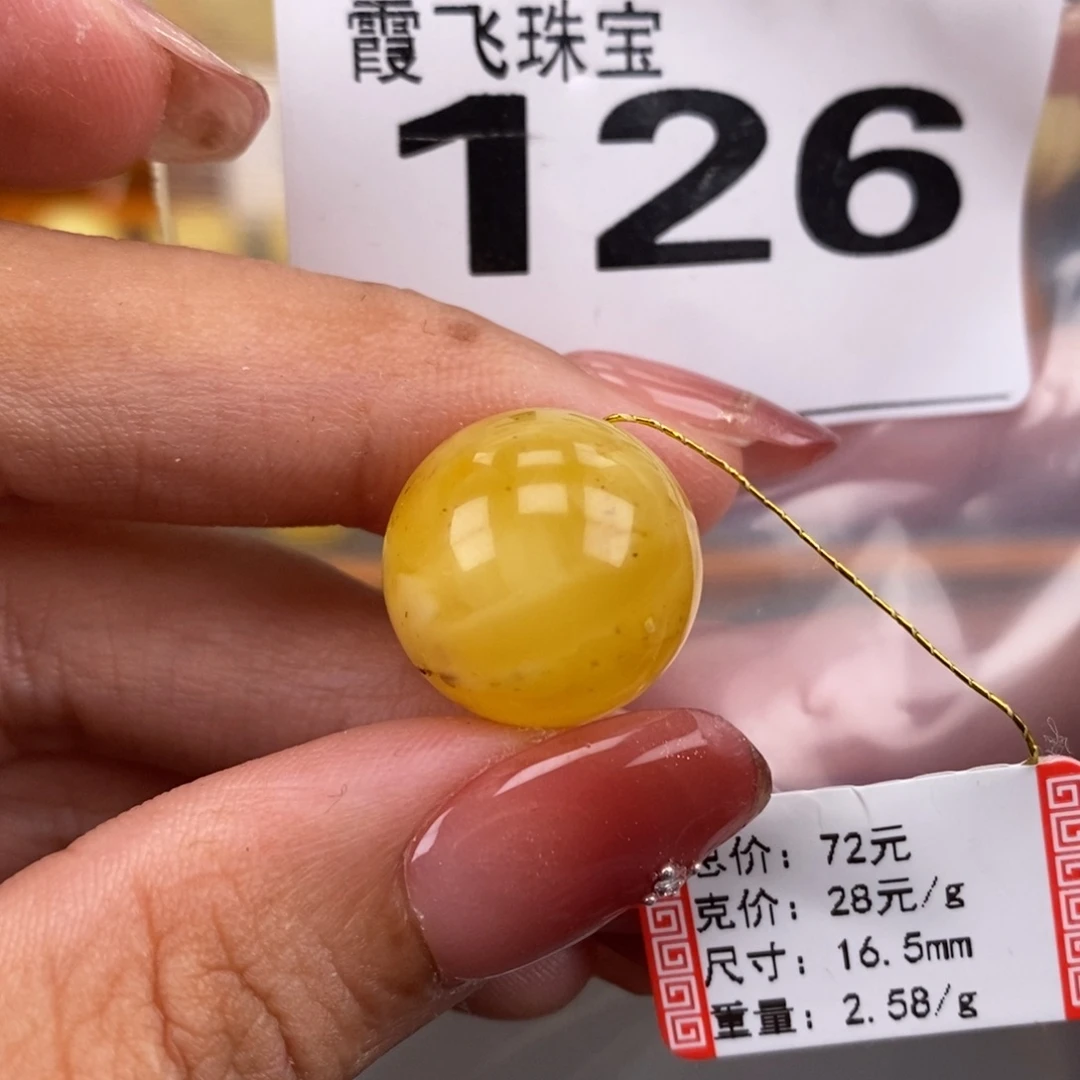 霞飞珠宝
126
总价：72元
克价：28元/g
尺寸：16.5mm
重量：2.58/g